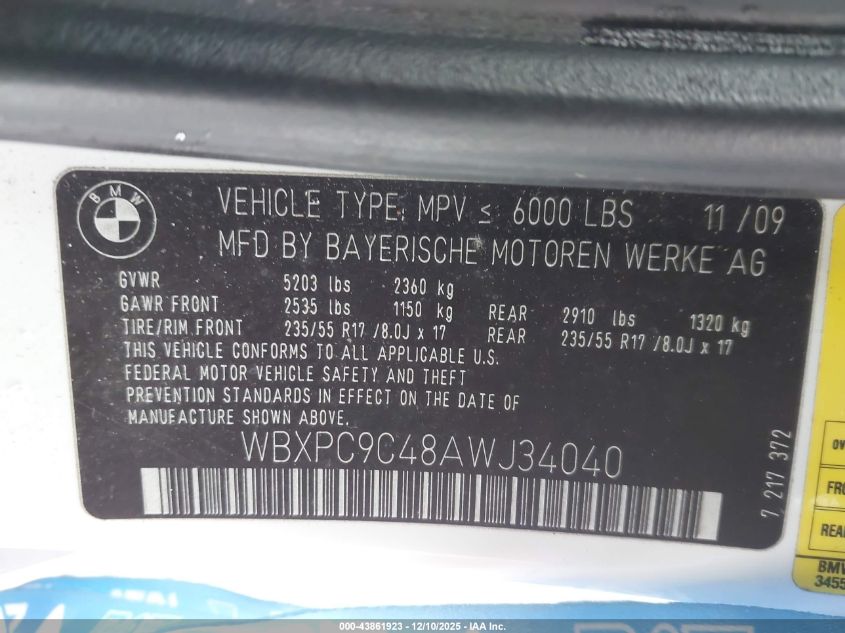 BMW
VEHICLE TYPE MPV ≤ 6000 LBS 11/09
MFD BY BAYERISCHE MOTOREN WERKE AG
GVWR 5203 lbs 2360 kg
GAWR FRONT 2535 lbs 1150 kg REAR 2910 lbs 1320 kg
TIRE/RIM FRONT 235/55 R17 /8.0J x 17 REAR 235/55 R17 /8.0J x 17
THIS VEHICLE CONFORMS TO ALL APPLICABLE U.S.
FEDERAL MOTOR VEHICLE SAFETY AND THEFT
PREVENTION STANDARDS IN EFFECT ON THE DATE OF
MANUFACTURE SHOWN ABOVE.
WBXPC9C48AWJ34040
7 217 372
FRO
REAR
BMW
3455
000-43861923 - 12/10/2025 - IAA Inc.